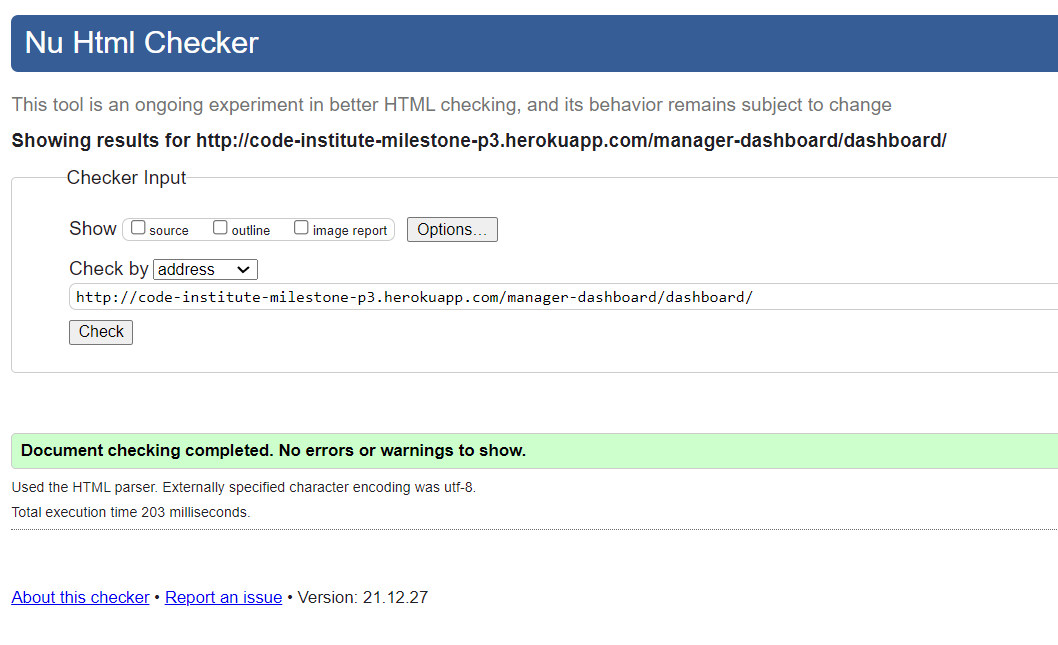 Nu Html Checker
This tool is an ongoing experiment in better HTML checking, and its behavior remains subject to change
Showing results for http://code-institute-milestone-p3.herokuapp.com/manager-dashboard/dashboard/
Checker Input
Show source outline image report Options...
Check by address
http://code-institute-milestone-p3.herokuapp.com/manager-dashboard/dashboard/
Check
Document checking completed. No errors or warnings to show.
Used the HTML parser. Externally specified character encoding was utf-8.
Total execution time 203 milliseconds.
About this checker • Report an issue • Version: 21.12.27